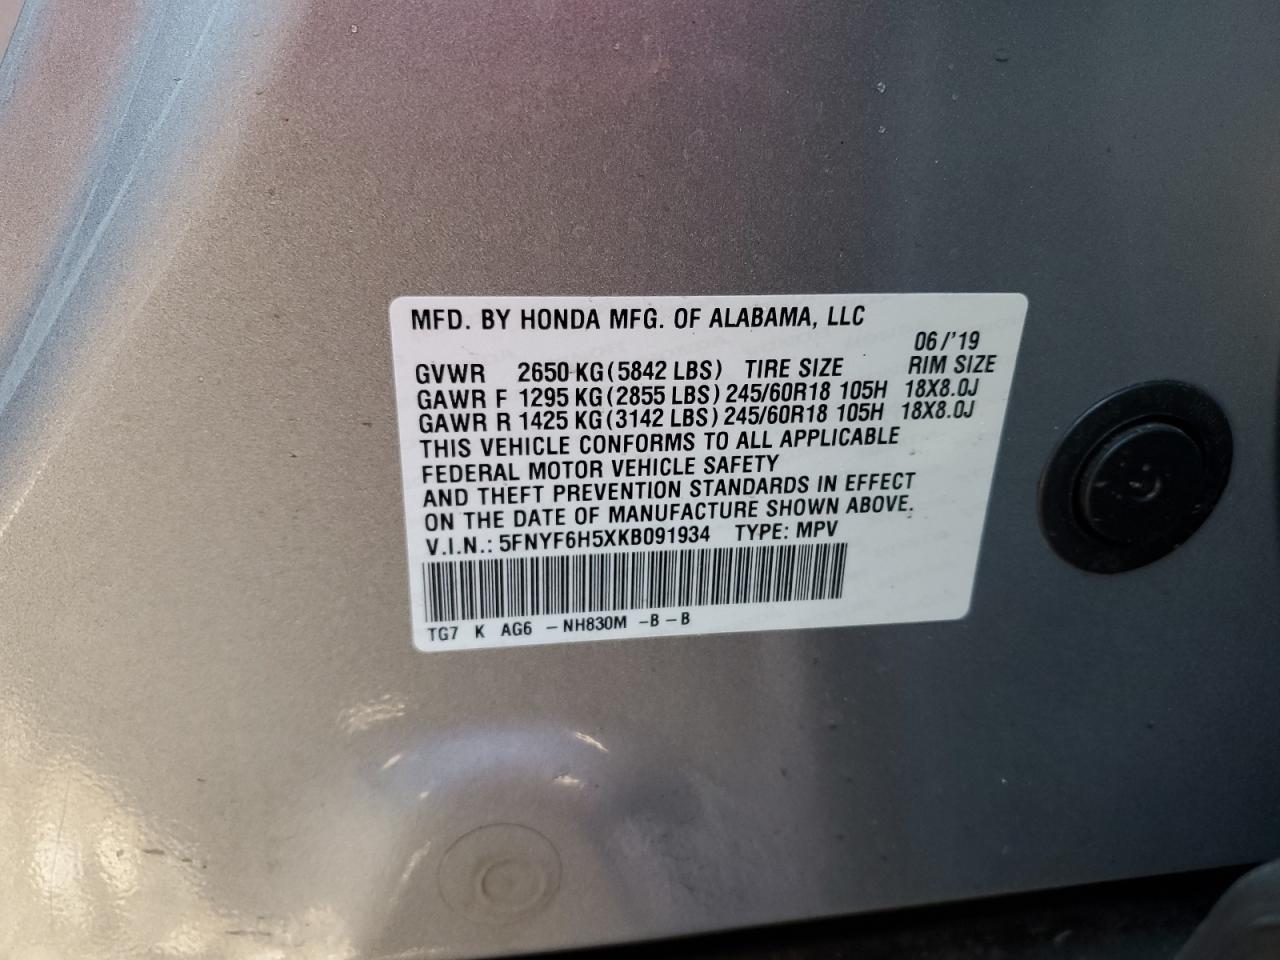 MFD. BY HONDA MFG. OF ALABAMA, LLC
06/'19
GVWR 2650 KG (5842 LBS) TIRE SIZE RIM SIZE
GAWR F 1295 KG (2855 LBS) 245/60R18 105H 18X8.0J
GAWR R 1425 KG (3142 LBS) 245/60R18 105H 18X8.0J
THIS VEHICLE CONFORMS TO ALL APPLICABLE
FEDERAL MOTOR VEHICLE SAFETY
AND THEFT PREVENTION STANDARDS IN EFFECT
ON THE DATE OF MANUFACTURE SHOWN ABOVE.
V.I.N.: 5FNYF6H5XKB091934 TYPE: MPV
TG7 K AG6 – NH830M –B – B